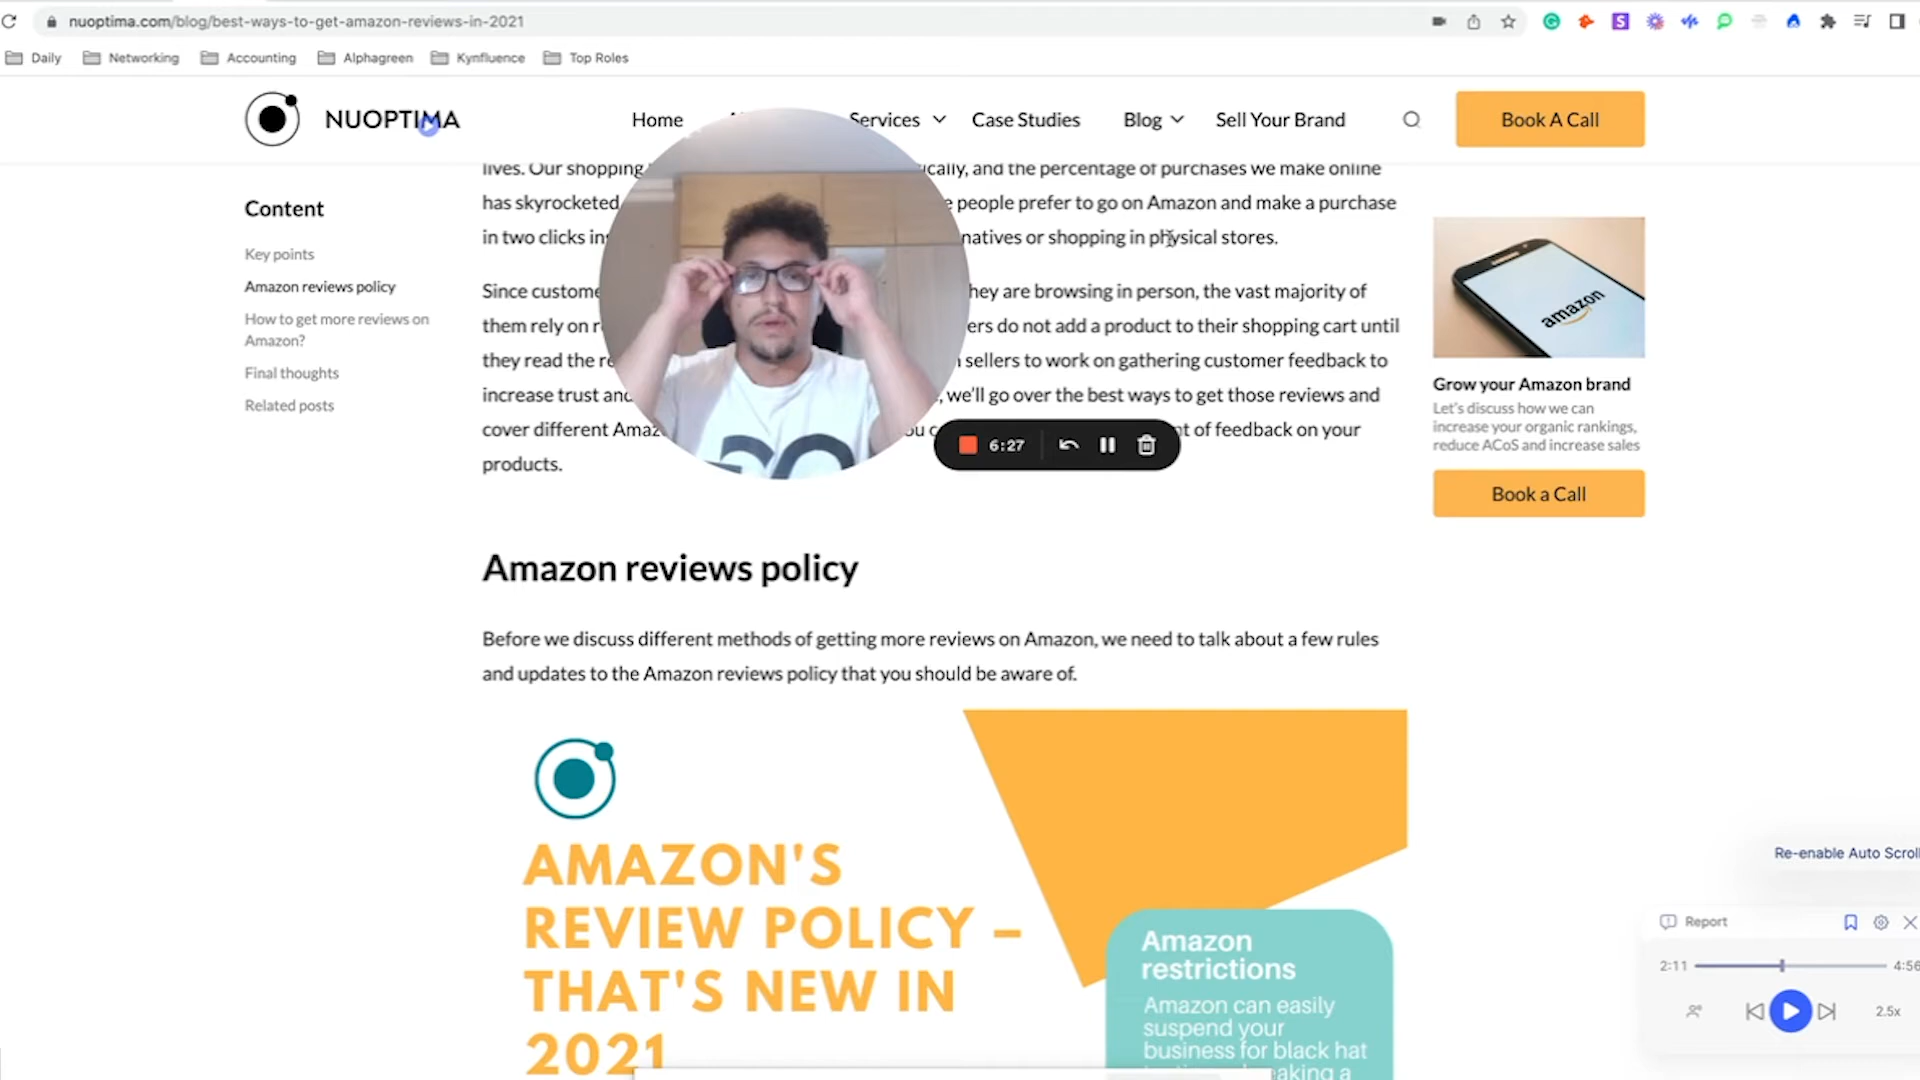 nuoptima.com/blog/best-ways-to-get-amazon-reviews-in-2021
Daily Networking Accounting Alphagreen Kynfluence Top Roles
NUOPTIMA
Home Services Case Studies Blog Sell Your Brand Book A Call
Content
Key points
Amazon reviews policy
How to get more reviews on
Amazon?
Final thoughts
Related posts
lives. Our shopping and the percentage of purchases we make online
has skyrocketed people prefer to go on Amazon and make a purchase
in two clicks or shopping in physical stores.
Since they are browsing in person, the vast majority of
them rely on do not add a product to their shopping cart until
they read the sellers to work on gathering customer feedback to
increase trust we'll go over the best ways to get those reviews and
cover different of feedback on your
products.
6:27
Amazon reviews policy
Before we discuss different methods of getting more reviews on Amazon, we need to talk about a few rules
and updates to the Amazon reviews policy that you should be aware of.
AMAZON'S
REVIEW POLICY –
THAT'S NEW IN
2021
Amazon
restrictions
Amazon can easily
suspend your
business for black hat
amazon
Grow your Amazon brand
Let's discuss how we can
increase your organic rankings,
reduce ACoS and increase sales
Book a Call
Re-enable Auto Scroll
Report
2:11 4:56
2.5x